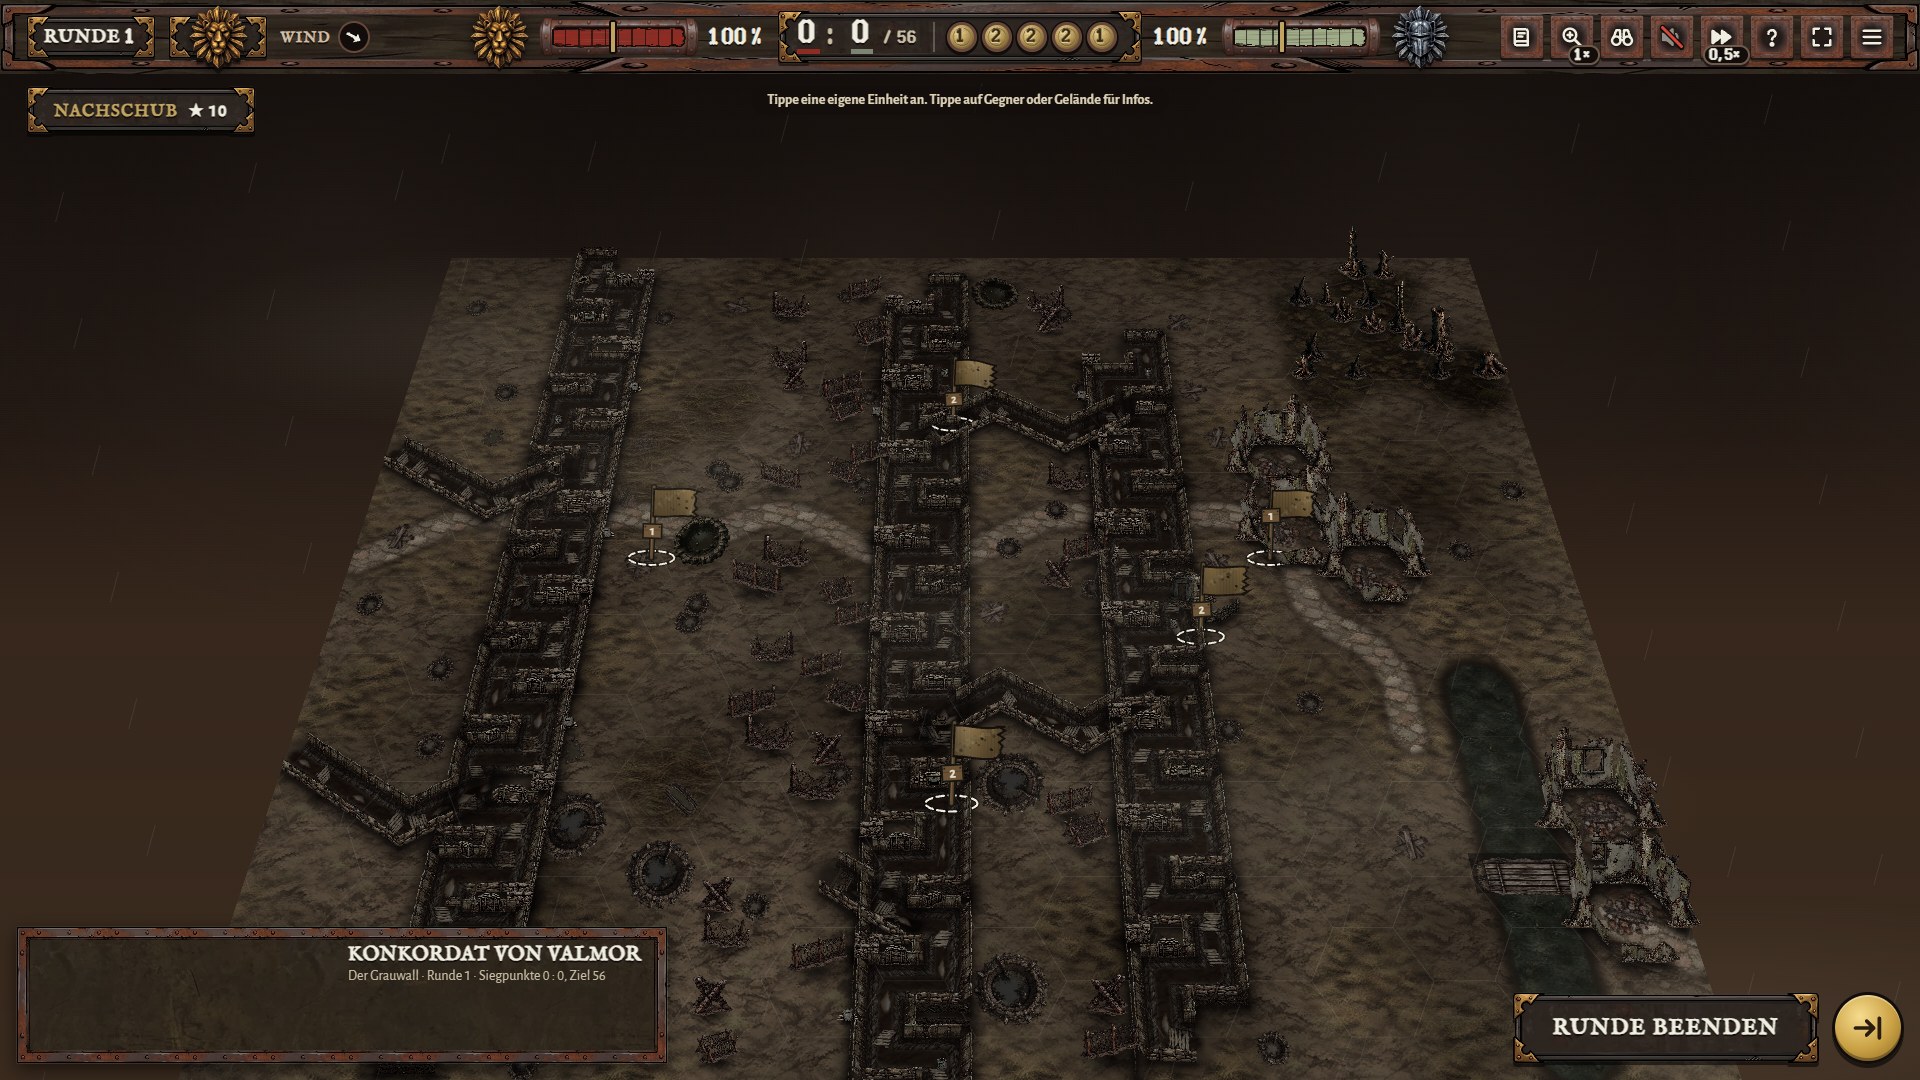 RUNDE 1
WIND
100 %
0 : 0 / 56
1 2 2 2 1
100 %
1×
0,5×
?
NACHSCHUB ★ 10
Tippe eine eigene Einheit an. Tippe auf Gegner oder Gelände für Infos.
2
1
1
2
2
KONKORDAT VON VALMOR
Der Grauwall · Runde 1 · Siegpunkte 0 : 0, Ziel 56
RUNDE BEENDEN